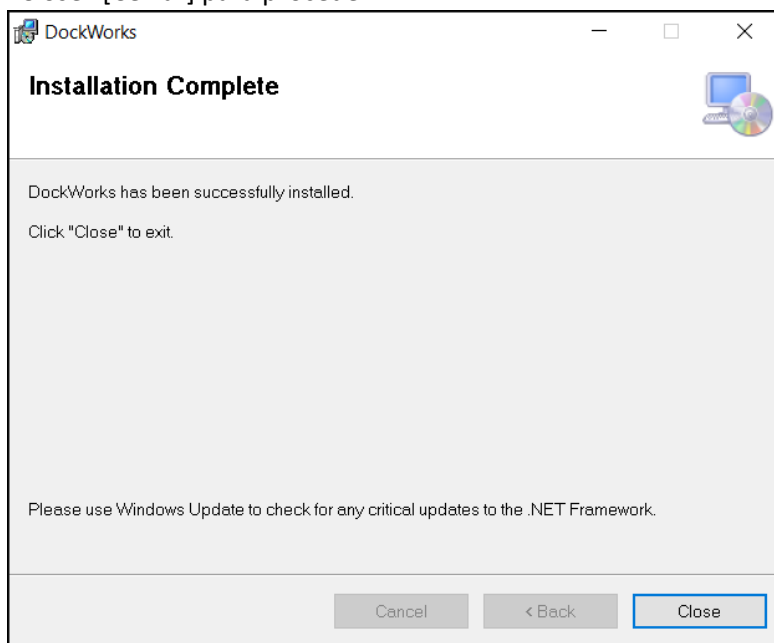 DockWorks
Installation Complete
DockWorks has been successfully installed.
Click "Close" to exit.
Please use Windows Update to check for any critical updates to the .NET Framework.
Cancel
< Back
Close